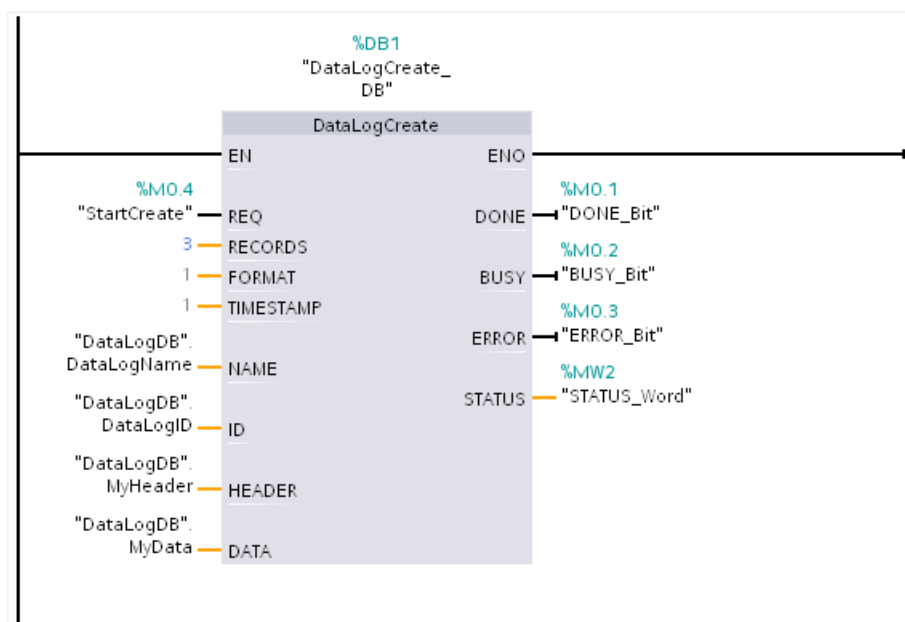 %DB1
"DataLogCreate_
DB"
DataLogCreate
EN ENO
%M0.4
"StartCreate" REQ
3 RECORDS
1 FORMAT
1 TIMESTAMP
"DataLogDB".
DataLogName NAME
"DataLogDB".
DataLogID ID
"DataLogDB".
MyHeader HEADER
"DataLogDB".
MyData DATA
%M0.1
DONE "DONE_Bit"
%M0.2
BUSY "BUSY_Bit"
%M0.3
ERROR "ERROR_Bit"
%MW2
STATUS "STATUS_Word"